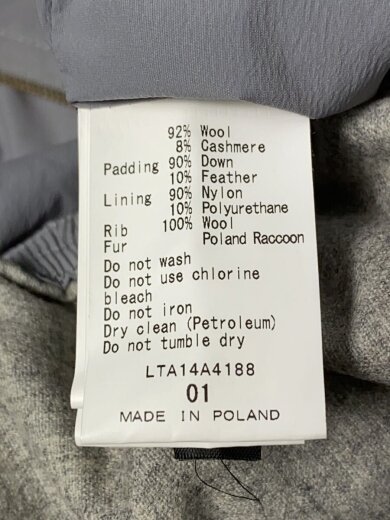 92% Wool
8% Cashmere
Padding 90% Down
10% Feather
Lining 90% Nylon
10% Polyurethane
Rib 100% Wool
Fur Poland Raccoon
Do not wash
Do not use chlorine
bleach
Do not iron
Dry clean (Petroleum)
Do not tumble dry
LTA14A4188
01
MADE IN POLAND